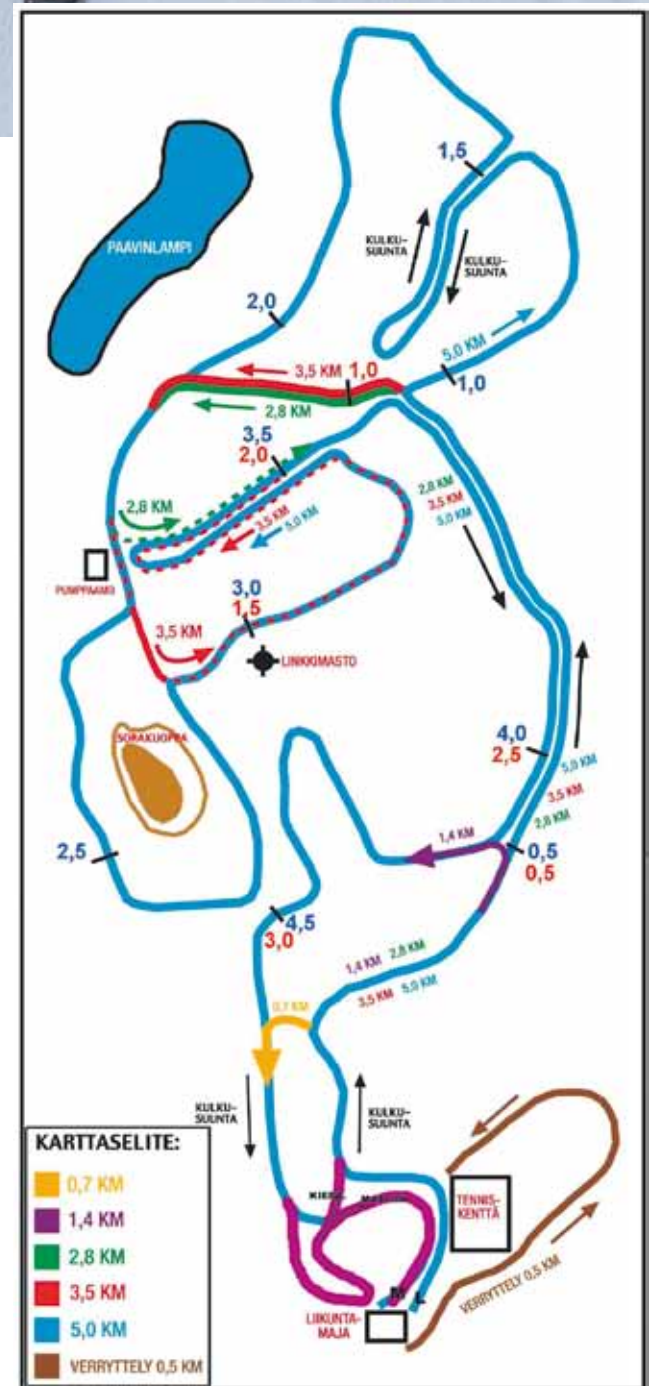 1,5
KULKU-
SUUNTA
KULKU-
SUUNTA
PAAVINLAMPI
2,0
5,0 KM
1,0
3,5 KM
1,0
2,8 KM
3,5
2,0
2,8 KM
3,5 KM
5,0 KM
2,8 KM
3,5 KM
5,0 KM
PUMPPAAMO
3,0
1,5
3,5 KM
LINKKIMASTO
SORAKUOPPA
4,0
2,5
5,0 KM
3,5 KM
2,8 KM
1,4 KM
0,5
0,5
2,5
4,5
3,0
1,4 KM 2,8 KM
3,5 KM 5,0 KM
0,7 KM
KULKU-
SUUNTA
KULKU-
SUUNTA
TENNIS-
KENTTÄ
M L
LIIKUNTA-
MAJA
VERRYTTELY 0,5 KM
KARTTASELITE:
0,7 KM
1,4 KM
2,8 KM
3,5 KM
5,0 KM
VERRYTTELY 0,5 KM